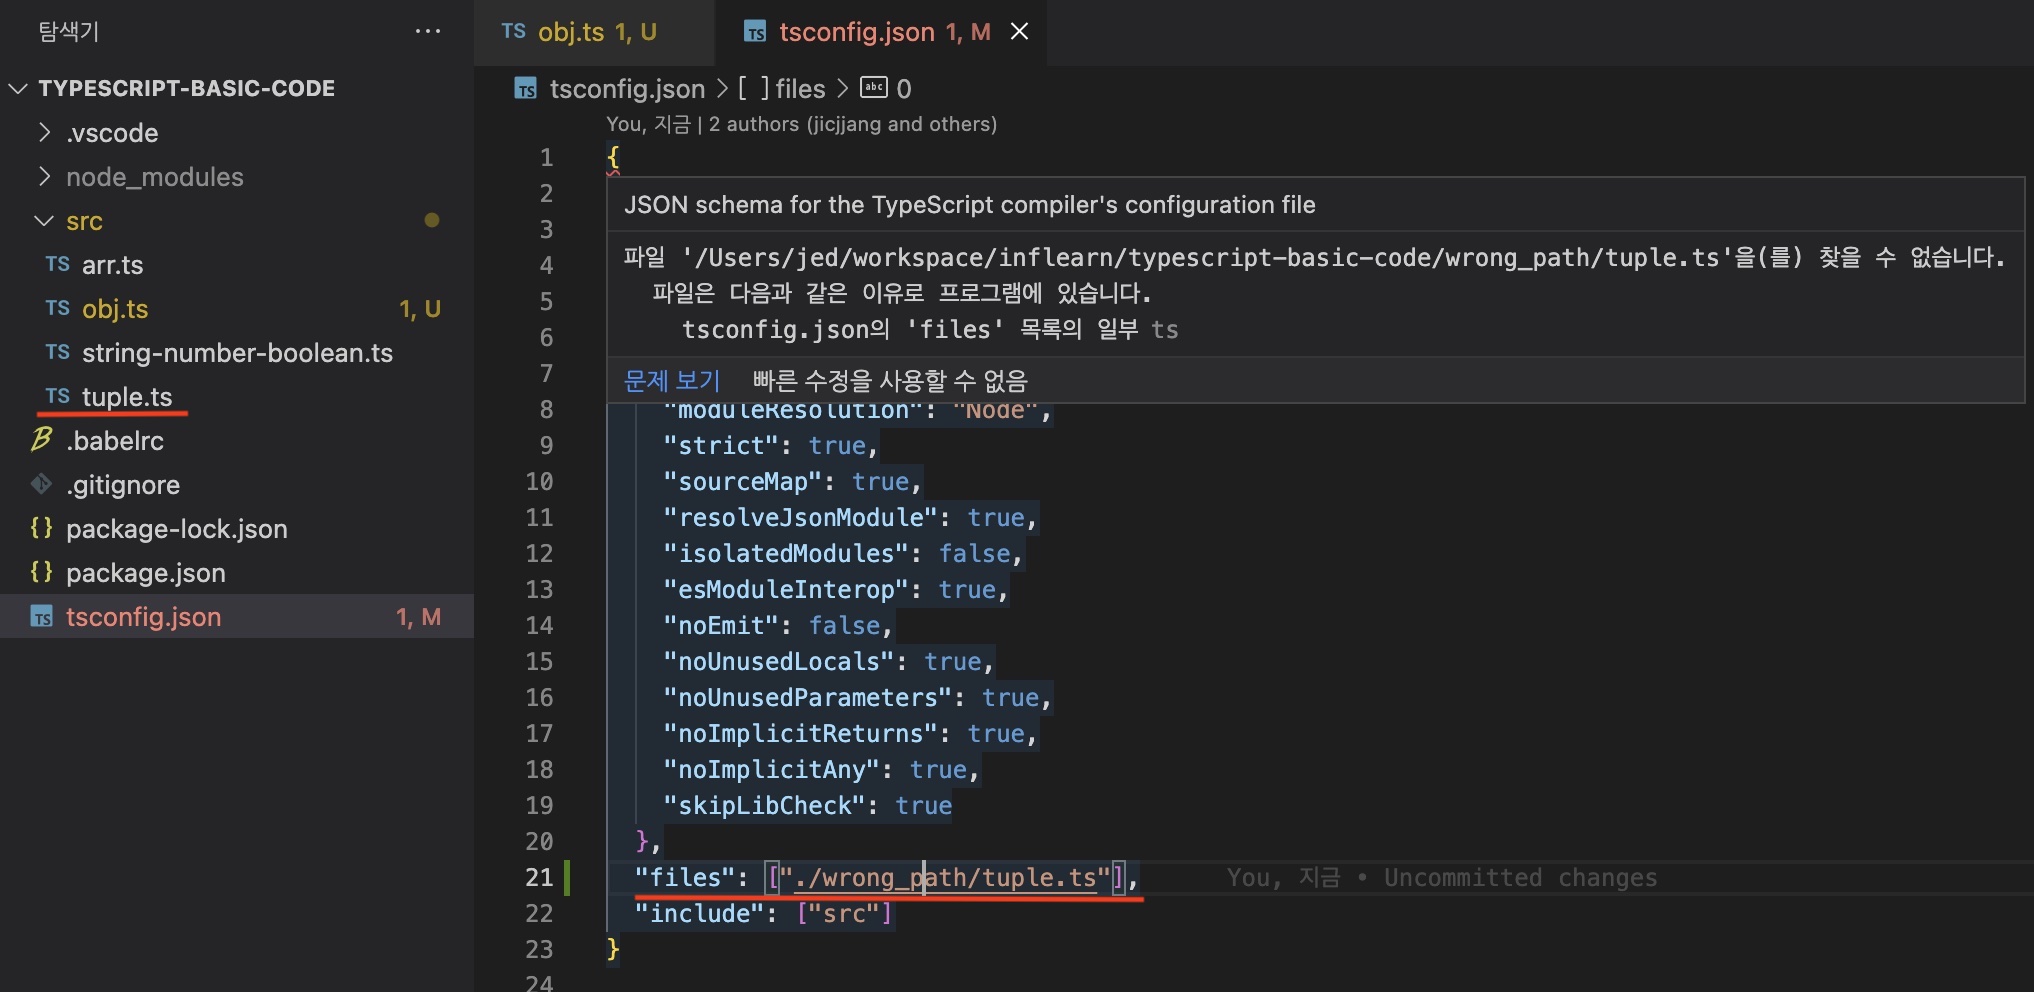 탐색기 ···
TYPESCRIPT-BASIC-CODE
.vscode
node_modules
src
TS arr.ts
TS obj.ts 1, U
TS string-number-boolean.ts
TS tuple.ts
.babelrc
.gitignore
{} package-lock.json
{} package.json
TS tsconfig.json 1, M
TS obj.ts 1, U
TS tsconfig.json 1, M
TS tsconfig.json > [ ] files > abc 0
You, 지금 | 2 authors (jicjjang and others)
1 {
2
3
4
5
6
7
JSON schema for the TypeScript compiler's configuration file
파일 '/Users/jed/workspace/inflearn/typescript-basic-code/wrong_path/tuple.ts'을(를) 찾을 수 없습니다.
파일은 다음과 같은 이유로 프로그램에 있습니다.
tsconfig.json의 'files' 목록의 일부 ts
문제 보기 빠른 수정을 사용할 수 없음
8 "moduleResolution": "Node",
9 "strict": true,
10 "sourceMap": true,
11 "resolveJsonModule": true,
12 "isolatedModules": false,
13 "esModuleInterop": true,
14 "noEmit": false,
15 "noUnusedLocals": true,
16 "noUnusedParameters": true,
17 "noImplicitReturns": true,
18 "noImplicitAny": true,
19 "skipLibCheck": true
20 },
21 "files": ["./wrong_path/tuple.ts"], You, 지금 • Uncommitted changes
22 "include": ["src"]
23 }
24